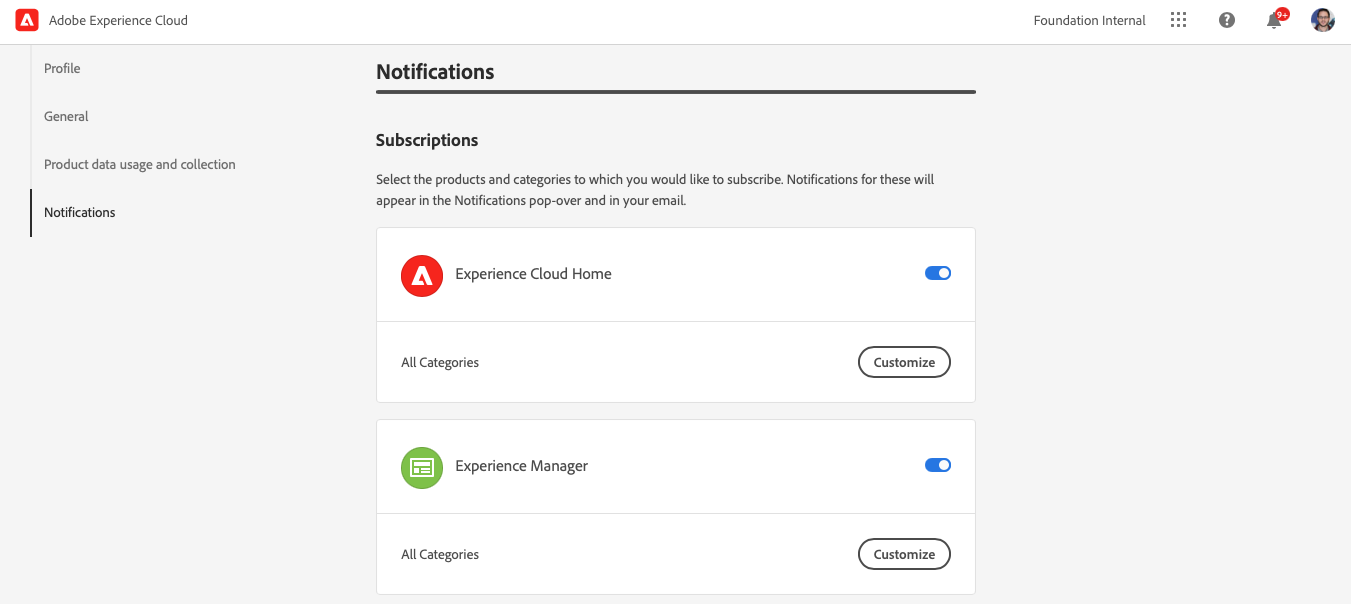 Adobe Experience Cloud
Foundation Internal
9+
Profile
General
Product data usage and collection
Notifications
Notifications
Subscriptions
Select the products and categories to which you would like to subscribe. Notifications for these will
appear in the Notifications pop-over and in your email.
Experience Cloud Home
All Categories
Customize
Experience Manager
All Categories
Customize